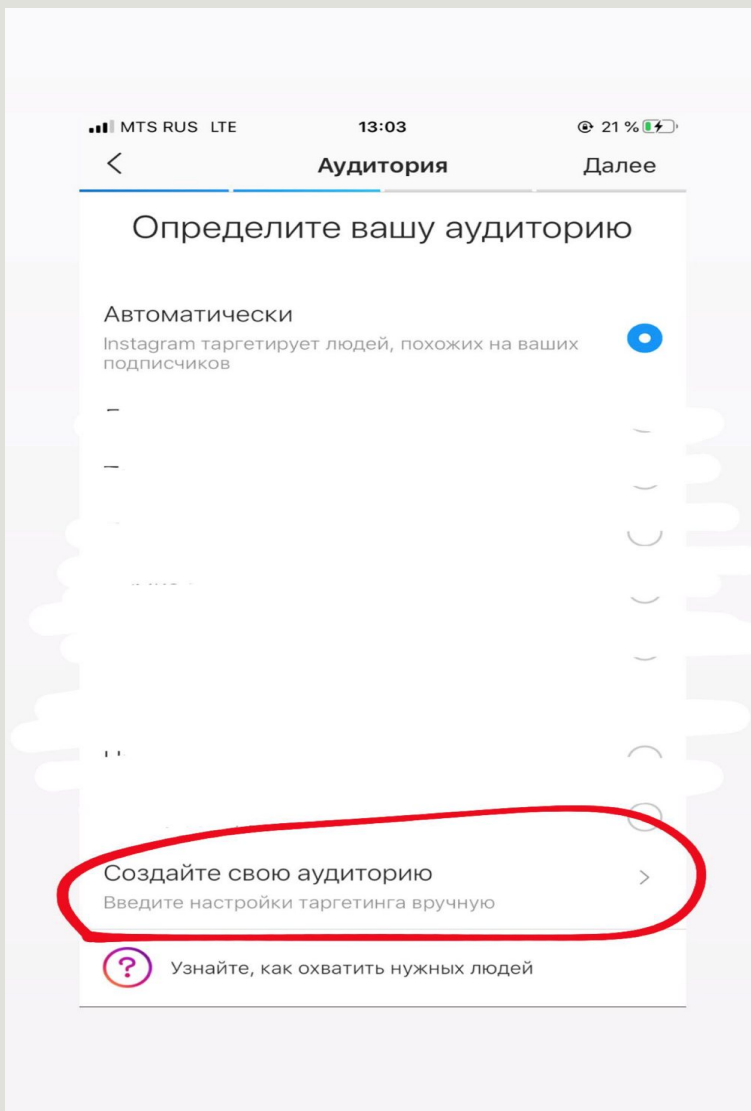 MTS RUS LTE 13:03 21 %
Аудитория Далее
Определите вашу аудиторию
Автоматически
Instagram таргетирует людей, похожих на ваших
подписчиков
Создайте свою аудиторию
Введите настройки таргетинга вручную
? Узнайте, как охватить нужных людей